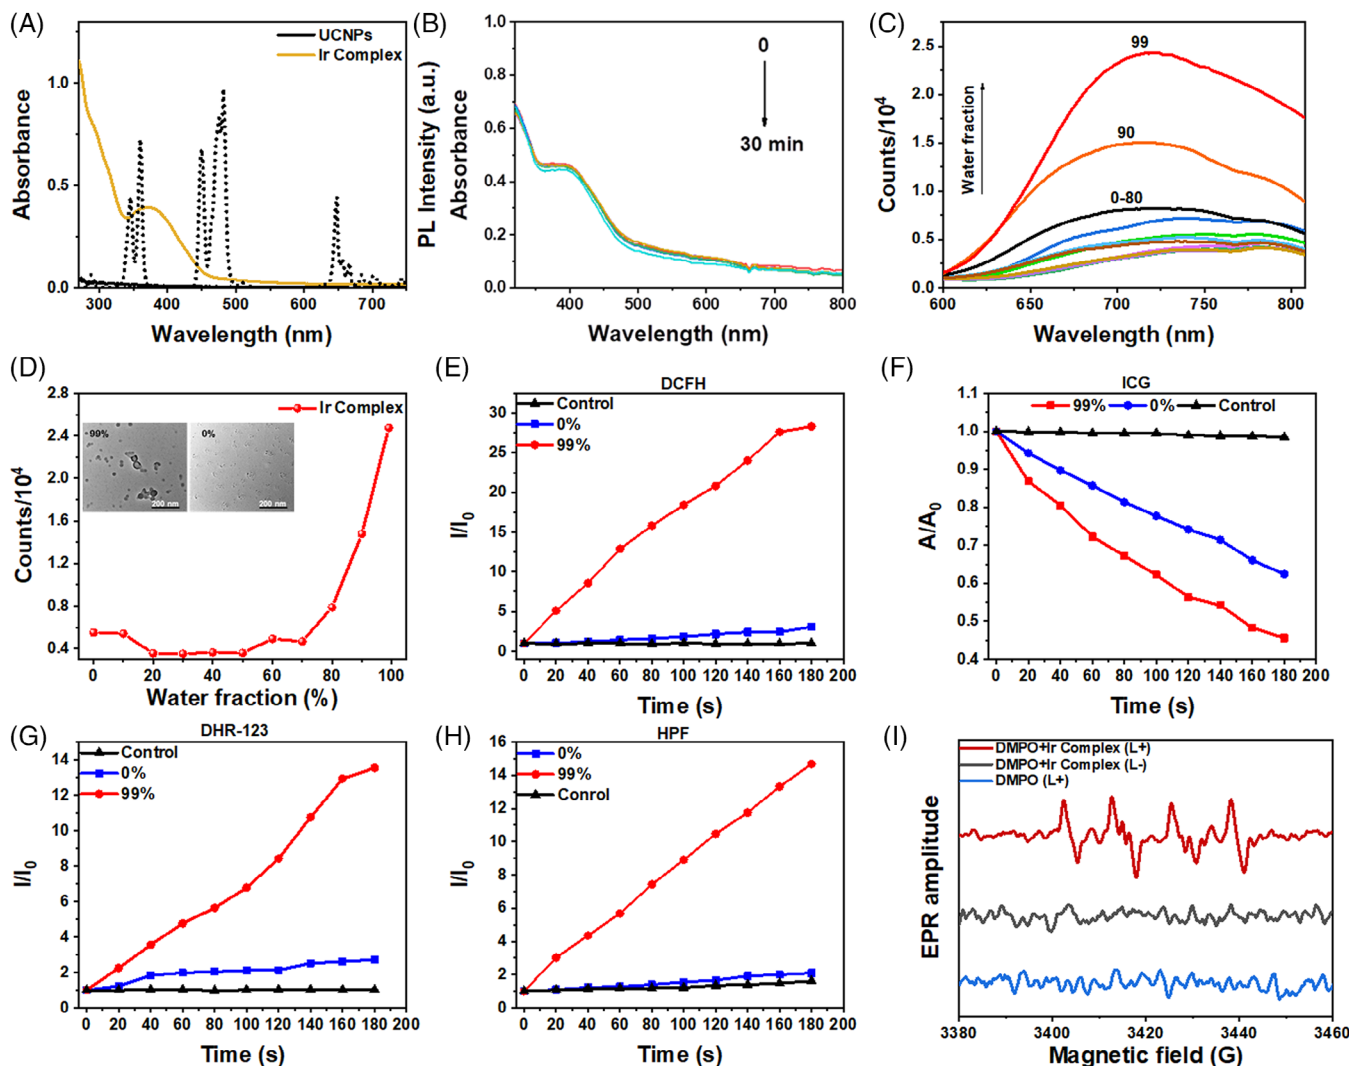 (A)
UCNPs
Ir Complex
Absorbance
1.0
0.5
0.0
300 400 500 600 700
Wavelength (nm)
PL Intensity (a.u.)
(B)
0
30 min
Absorbance
1.0
0.8
0.6
0.4
0.2
0.0
400 500 600 700 800
Wavelength (nm)
(C)
99
90
0-80
Water fraction
Counts/10⁴
2.5
2.0
1.5
1.0
0.5
0.0
600 650 700 750 800
Wavelength (nm)
(D)
Ir Complex
99%
200 nm
0%
200 nm
Counts/10⁴
2.8
2.4
2.0
1.6
1.2
0.8
0.4
0 20 40 60 80 100
Water fraction (%)
(E)
DCFH
Control
0%
99%
I/I₀
30
25
20
15
10
5
0
0 20 40 60 80 100 120 140 160 180 200
Time (s)
(F)
ICG
99% 0% Control
A/A₀
1.1
1.0
0.9
0.8
0.7
0.6
0.5
0.4
0 20 40 60 80 100 120 140 160 180 200
Time (s)
(G)
DHR-123
Control
0%
99%
I/I₀
14
12
10
8
6
4
2
0
0 20 40 60 80 100 120 140 160 180 200
Time (s)
(H)
HPF
0%
99%
Conrol
I/I₀
16
14
12
10
8
6
4
2
0
0 20 40 60 80 100 120 140 160 180 200
Time (s)
(I)
DMPO+Ir Complex (L+)
DMPO+Ir Complex (L-)
DMPO (L+)
EPR amplitude
3380 3400 3420 3440 3460
Magnetic field (G)